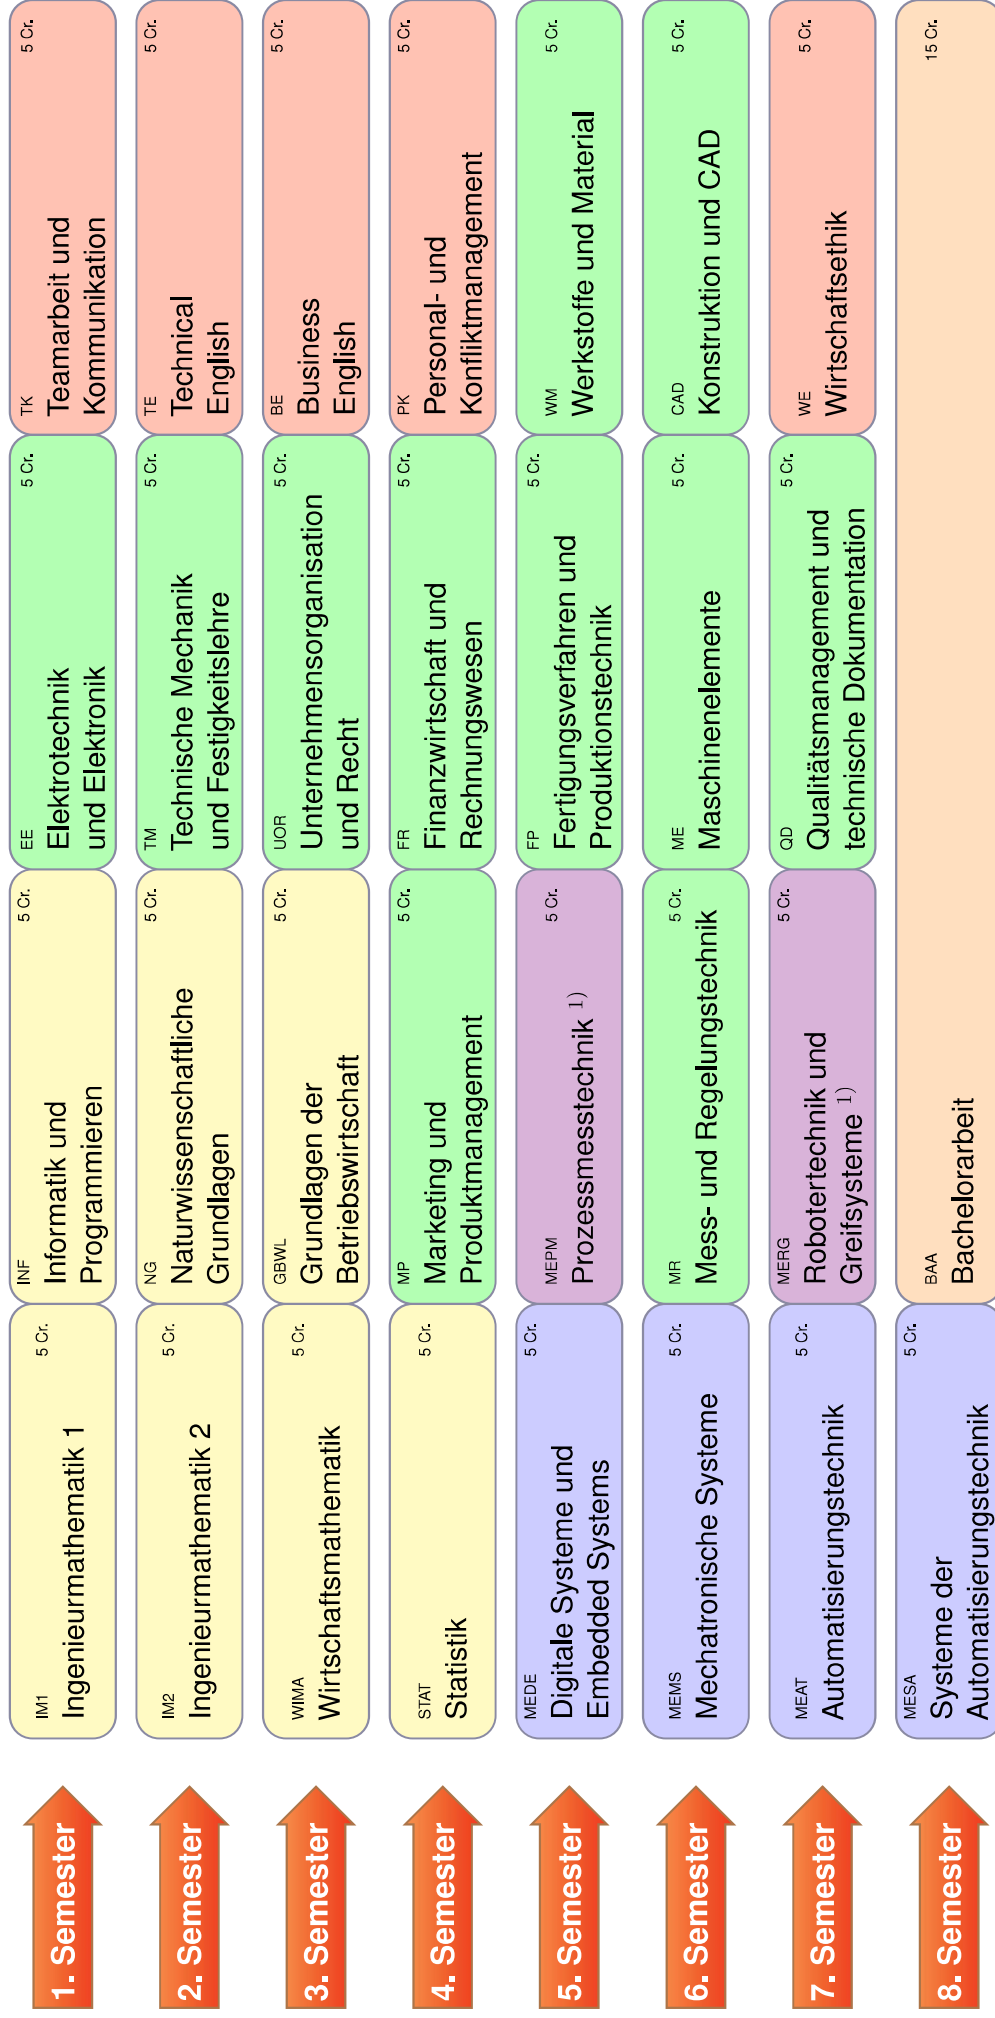 1. Semester
IM1
5 Cr.
Ingenieurmathematik 1
INF
5 Cr.
Informatik und
Programmieren
EE
5 Cr.
Elektrotechnik
und Elektronik
TK
5 Cr.
Teamarbeit und
Kommunikation
2. Semester
IM2
5 Cr.
Ingenieurmathematik 2
NG
5 Cr.
Naturwissenschaftliche
Grundlagen
TM
5 Cr.
Technische Mechanik
und Festigkeitslehre
TE
5 Cr.
Technical
English
3. Semester
WIMA
5 Cr.
Wirtschaftsmathematik
GBWL
5 Cr.
Grundlagen der
Betriebswirtschaft
UOR
5 Cr.
Unternehmensorganisation
und Recht
BE
5 Cr.
Business
English
4. Semester
STAT
5 Cr.
Statistik
MP
5 Cr.
Marketing und
Produktmanagement
FR
5 Cr.
Finanzwirtschaft und
Rechnungswesen
PK
5 Cr.
Personal- und
Konfliktmanagement
5. Semester
MEDE
5 Cr.
Digitale Systeme und
Embedded Systems
MEPM
5 Cr.
Prozessmesstechnik 1)
FP
5 Cr.
Fertigungsverfahren und
Produktionstechnik
WM
5 Cr.
Werkstoffe und Material
6. Semester
MEMS
5 Cr.
Mechatronische Systeme
MR
5 Cr.
Mess- und Regelungstechnik
ME
5 Cr.
Maschinenelemente
CAD
5 Cr.
Konstruktion und CAD
7. Semester
MEAT
5 Cr.
Automatisierungstechnik
MERG
5 Cr.
Robotertechnik und
Greifsysteme 1)
QD
5 Cr.
Qualitätsmanagement und
technische Dokumentation
WE
5 Cr.
Wirtschaftsethik
8. Semester
MESA
5 Cr.
Systeme der
Automatisierungstechnik
BAA
15 Cr.
Bachelorarbeit